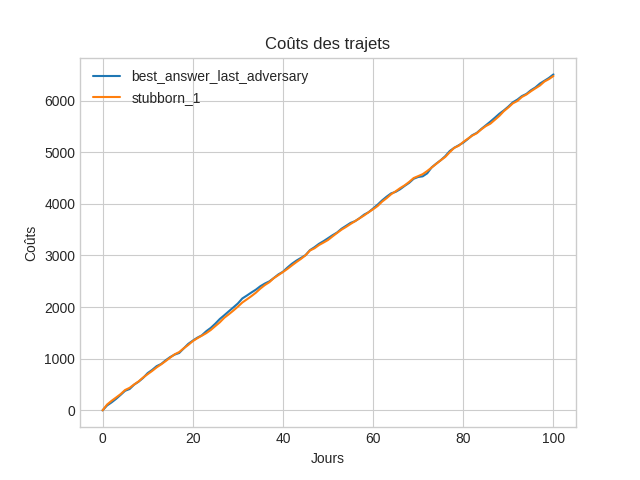 Coûts des trajets
best_answer_last_adversary
stubborn_1
6000
5000
4000
3000
2000
1000
0
Coûts
0 20 40 60 80 100
Jours